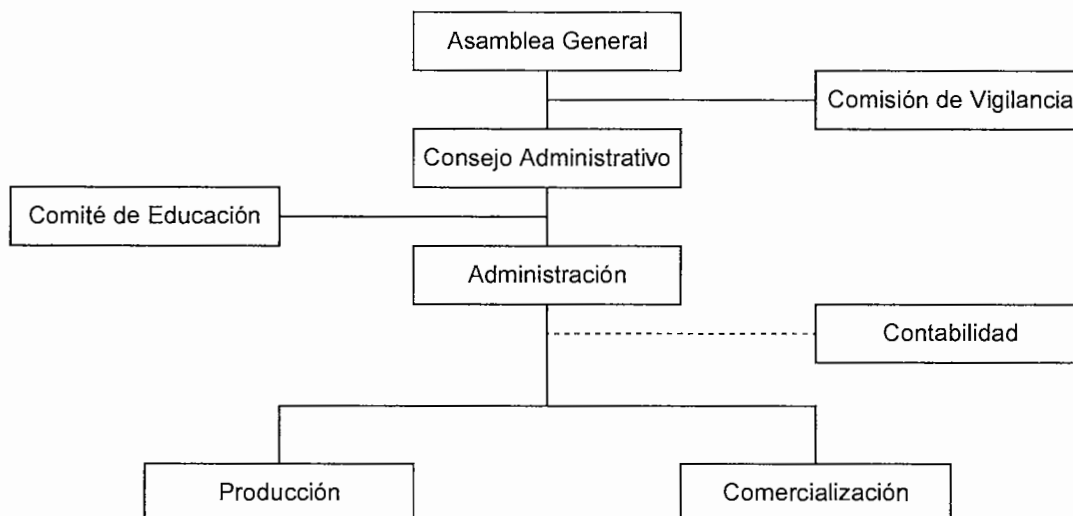 Asamblea General
Comisión de Vigilancia
Consejo Administrativo
Comité de Educación
Administración
Contabilidad
Producción
Comercialización